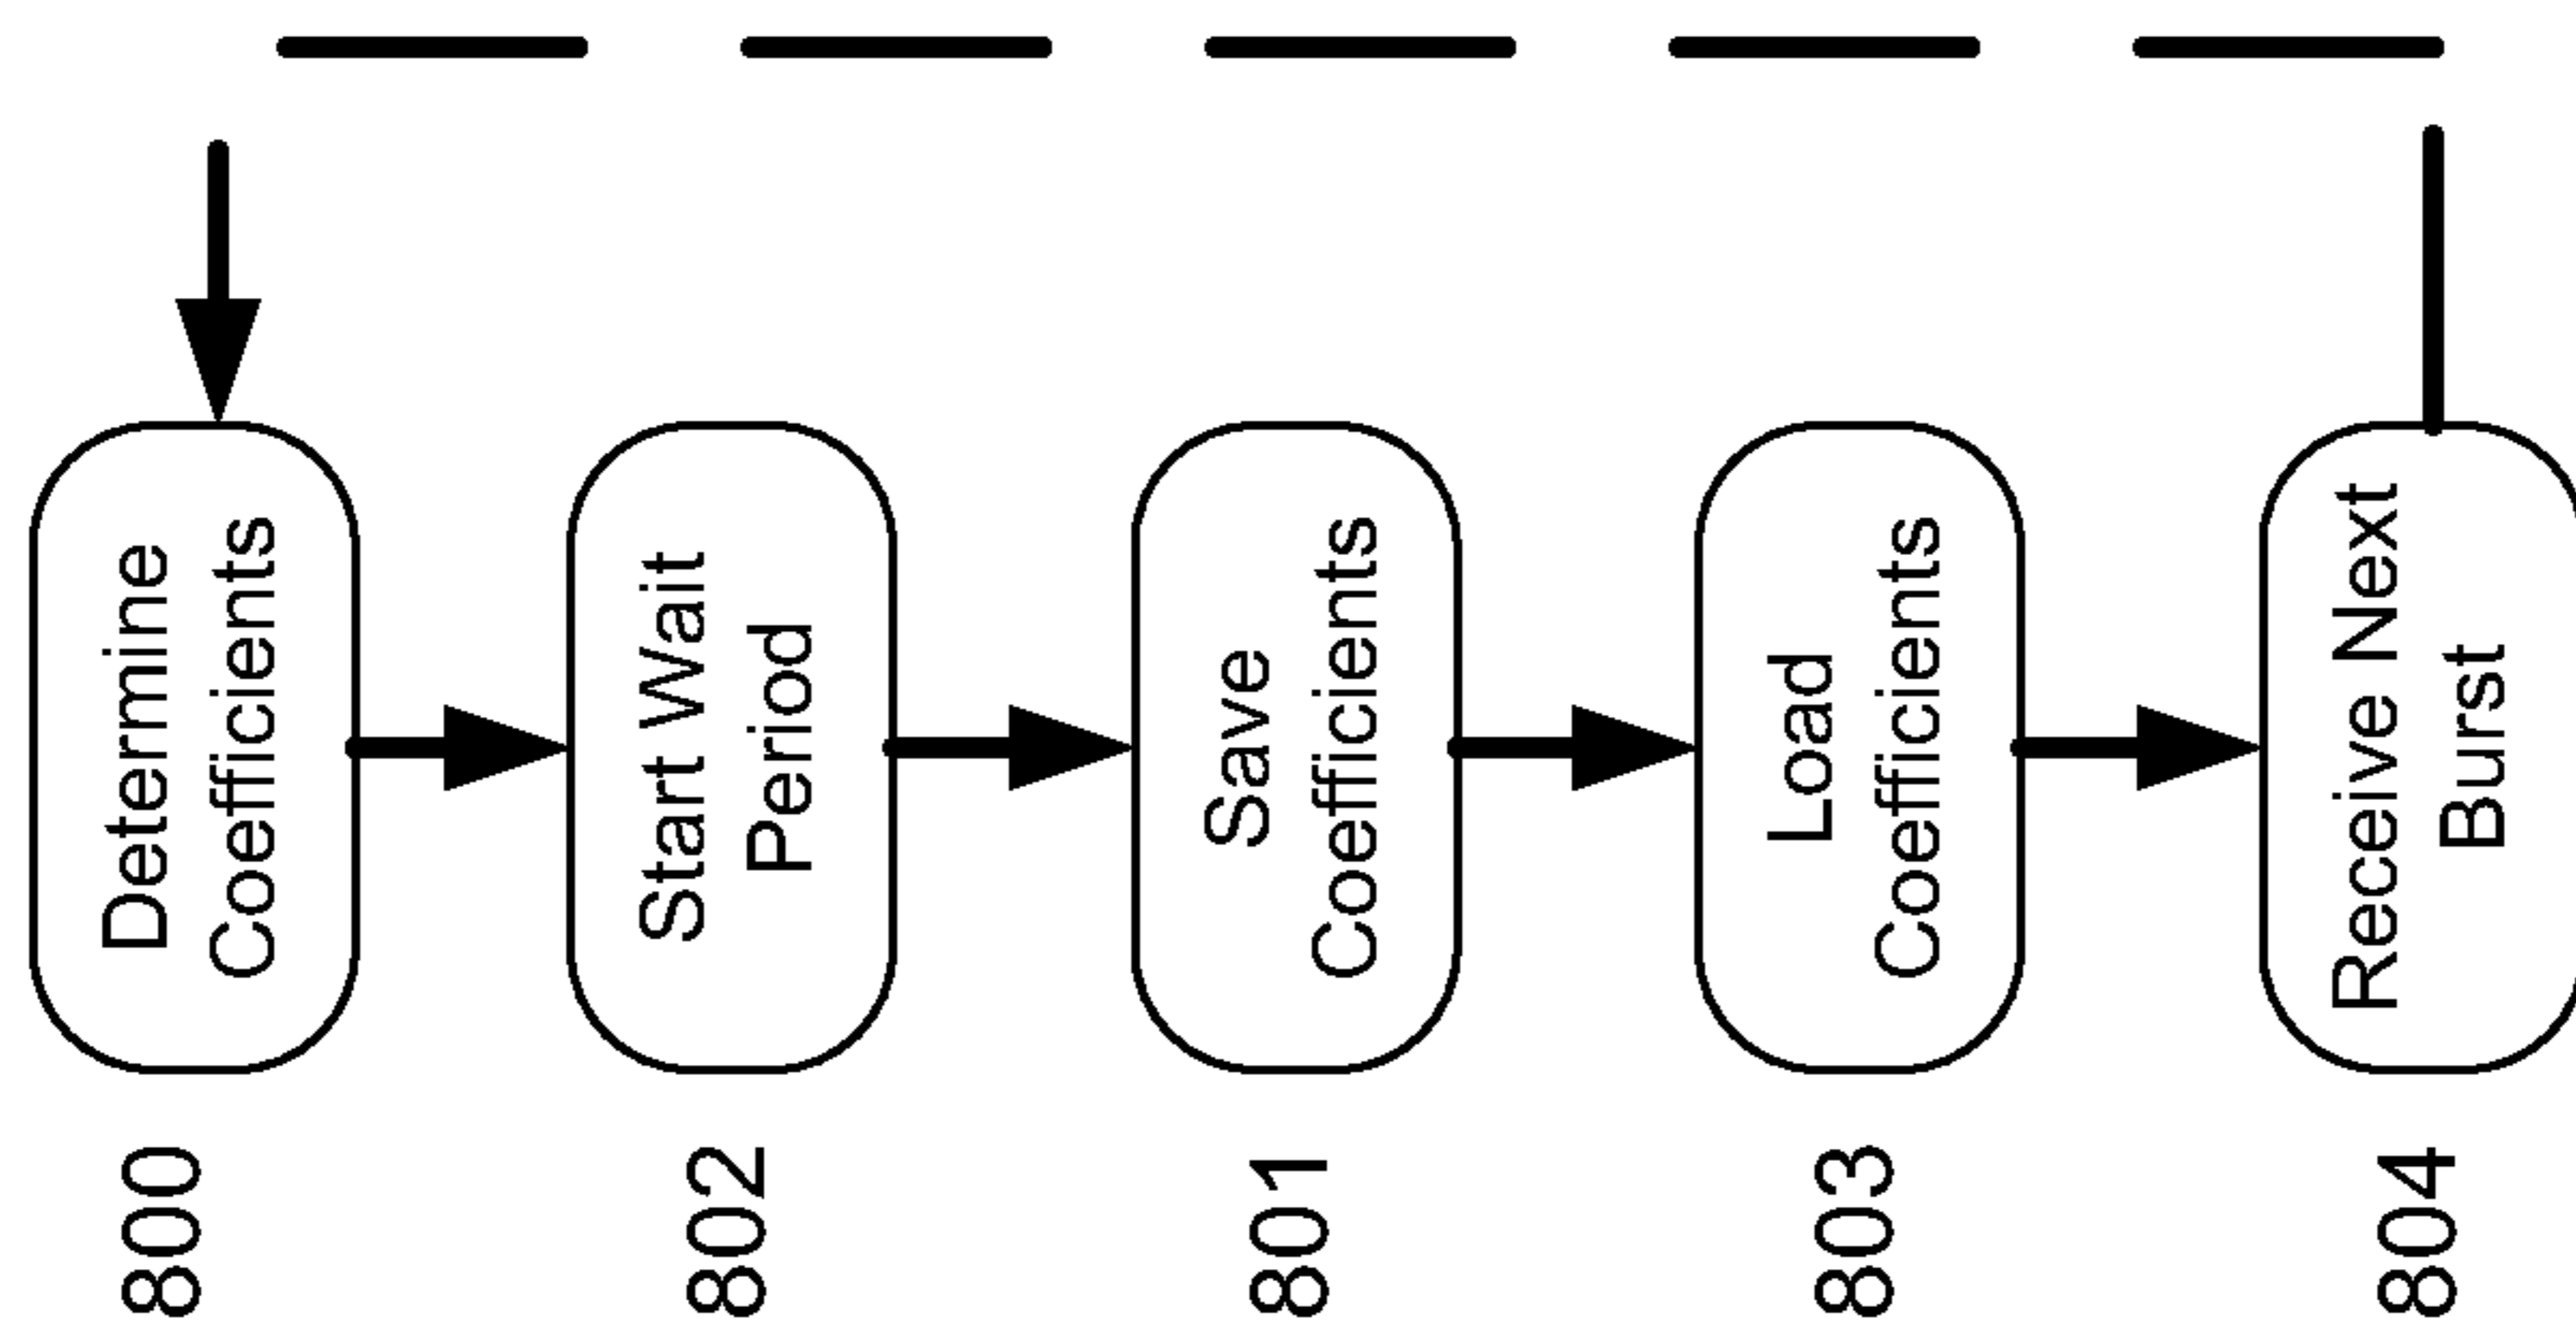 800
Determine
Coefficients
802
Start Wait
Period
801
Save
Coefficients
803
Load
Coefficients
804
Receive Next
Burst